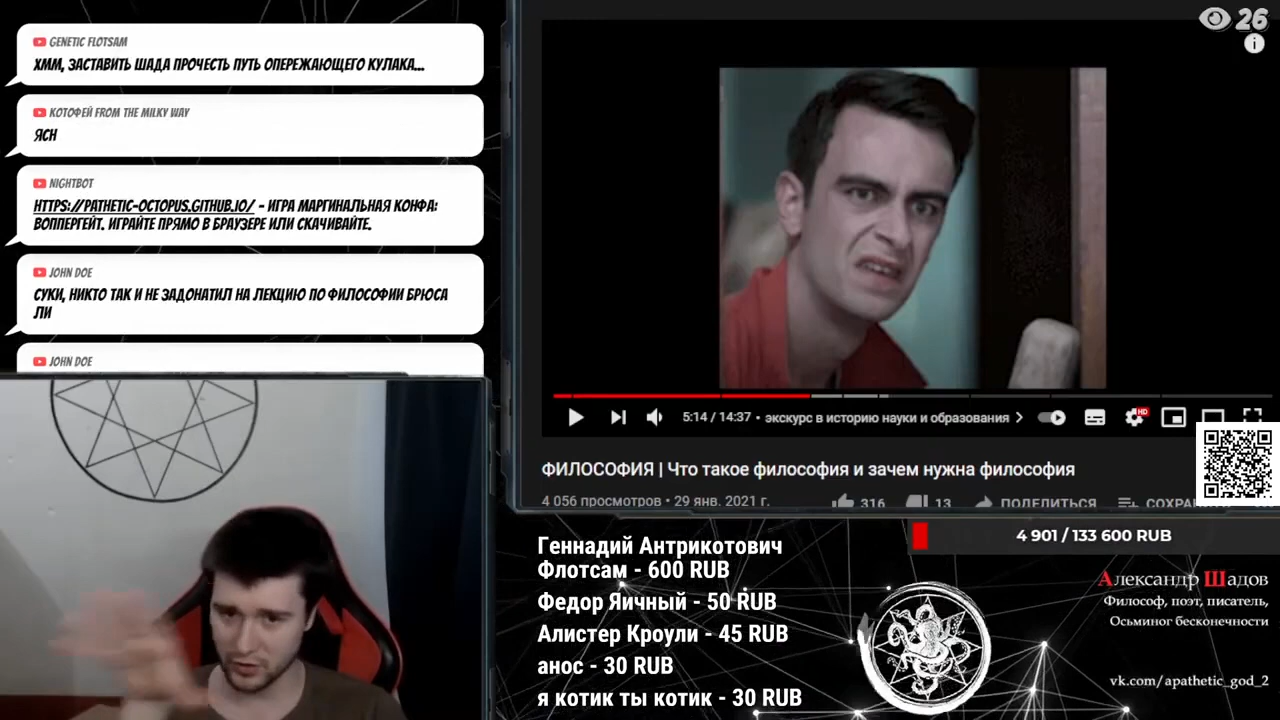 GENETIC FLOTSAM
ХММ, ЗАСТАВИТЬ ШАДА ПРОЧЕСТЬ ПУТЬ ОПЕРЕЖАЮЩЕГО КУЛАКА...
КОТОФЕЙ FROM THE MILKY WAY
ЯСН
NIGHTBOT
HTTPS://PATHETIC-OCTOPUS.GITHUB.IO/ - ИГРА МАРГИНАЛЬНАЯ КОНФА:
ВОППЕРГЕЙТ. ИГРАЙТЕ ПРЯМО В БРАУЗЕРЕ ИЛИ СКАЧИВАЙТЕ.
JOHN DOE
СУКИ, НИКТО ТАК И НЕ ЗАДОНАТИЛ НА ЛЕКЦИЮ ПО ФИЛОСОФИИ БРЮСА
ЛИ
JOHN DOE
26
5:14 / 14:37 • экскурс в историю науки и образования
HD
ФИЛОСОФИЯ | Что такое философия и зачем нужна философия
4 056 просмотров • 29 янв. 2021 г. 316 13 ПОДЕЛИТЬСЯ
4 901 / 133 600 RUB
Геннадий Антрикотович
Флотсам - 600 RUB
Федор Яичный - 50 RUB
Алистер Кроули - 45 RUB
анос - 30 RUB
я котик ты котик - 30 RUB
Александр Шадов
Философ, поэт, писатель,
Осьминог бесконечности
vk.com/apathetic_god_2